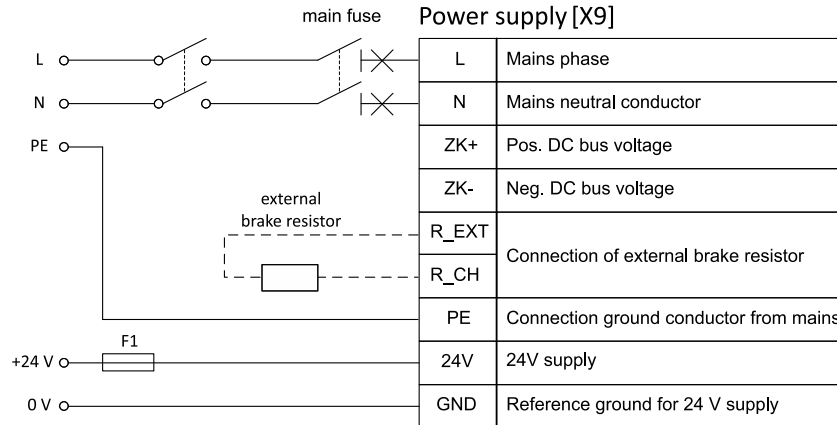 main fuse
Power supply [X9]
L
L
Mains phase
N
N
Mains neutral conductor
PE
ZK+
Pos. DC bus voltage
ZK-
Neg. DC bus voltage
external
brake resistor
R_EXT
Connection of external brake resistor
R_CH
PE
Connection ground conductor from mains
F1
+24 V
24V
24V supply
0 V
GND
Reference ground for 24 V supply